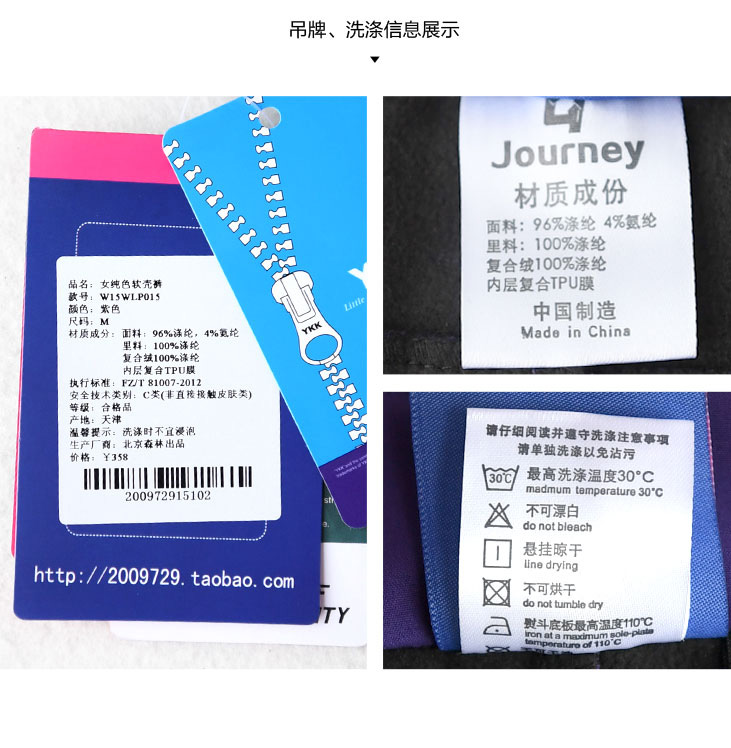 吊牌、洗涤信息展示
品名: 女纯色软壳裤
款号: W15WLP015
颜色: 紫色
尺码: M
材质成分: 面料: 96%涤纶, 4%氨纶
里料: 100%涤纶
复合绒100%涤纶
内层复合TPU膜
执行标准: FZ/T 81007-2012
安全技术类别: C类(非直接接触皮肤类)
等级: 合格品
产地: 天津
温馨提示: 洗涤时不宜浸泡
生产厂商: 北京森林出品
价格: ¥358
200972915102
http://2009729.taobao.com
YKK
Little
Journey
材质成份
面料: 96%涤纶 4%氨纶
里料: 100%涤纶
复合绒100%涤纶
内层复合TPU膜
中国制造
Made in China
请仔细阅读并遵守洗涤注意事项
请单独洗涤以免沾污
30℃ 最高洗涤温度30°C
madmum temperature 30°C
不可漂白
do not bleach
悬挂晾干
line drying
不可烘干
do not tumble dry
熨斗底板最高温度110℃
iron at a maximum sole-plate
temperature of 110℃